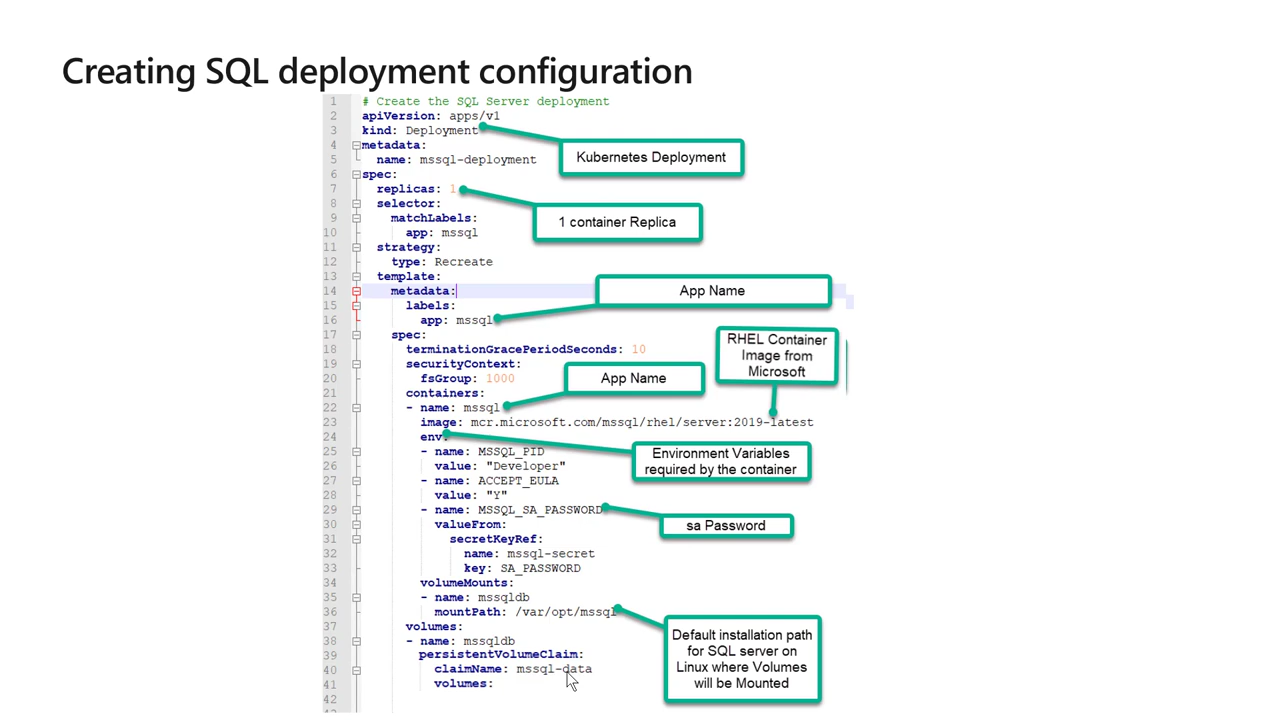 Creating SQL deployment configuration
1 # Create the SQL Server deployment
2 apiVersion: apps/v1
3 kind: Deployment
4 metadata:
5 name: mssql-deployment
6 spec:
7 replicas: 1
8 selector:
9 matchLabels:
10 app: mssql
11 strategy:
12 type: Recreate
13 template:
14 metadata:
15 labels:
16 app: mssql
17 spec:
18 terminationGracePeriodSeconds: 10
19 securityContext:
20 fsGroup: 1000
21 containers:
22 - name: mssql
23 image: mcr.microsoft.com/mssql/rhel/server:2019-latest
24 env:
25 - name: MSSQL_PID
26 value: "Developer"
27 - name: ACCEPT_EULA
28 value: "Y"
29 - name: MSSQL_SA_PASSWORD
30 valueFrom:
31 secretKeyRef:
32 name: mssql-secret
33 key: SA_PASSWORD
34 volumeMounts:
35 - name: mssqldb
36 mountPath: /var/opt/mssql
37 volumes:
38 - name: mssqldb
39 persistentVolumeClaim:
40 claimName: mssql-data
41 volumes:
42
Kubernetes Deployment
1 container Replica
App Name
RHEL Container
Image from
Microsoft
App Name
Environment Variables
required by the container
sa Password
Default installation path
for SQL server on
Linux where Volumes
will be Mounted